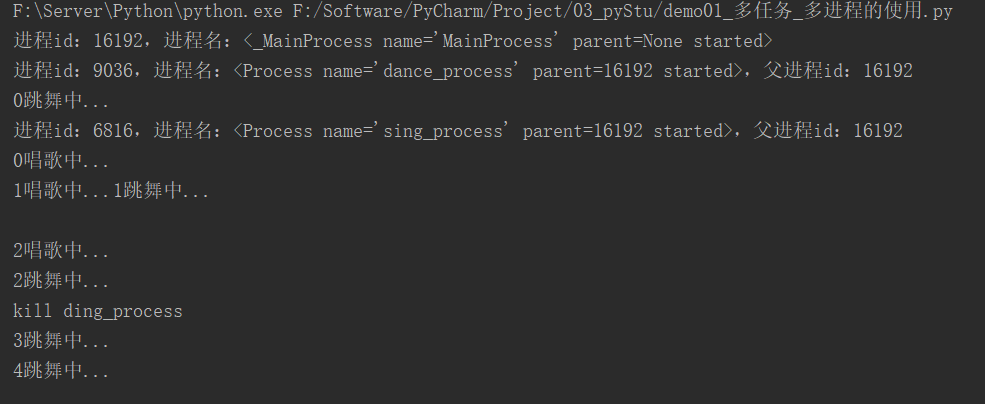 F:\Server\Python\python.exe F:/Software/PyCharm/Project/03_pyStu/demo01_多任务_多进程的使用.py
进程id：16192，进程名：<_MainProcess name='MainProcess' parent=None started>
进程id：9036，进程名：<Process name='dance_process' parent=16192 started>，父进程id：16192
0跳舞中...
进程id：6816，进程名：<Process name='sing_process' parent=16192 started>，父进程id：16192
0唱歌中...
1唱歌中...1跳舞中...
2唱歌中...
2跳舞中...
kill ding_process
3跳舞中...
4跳舞中...